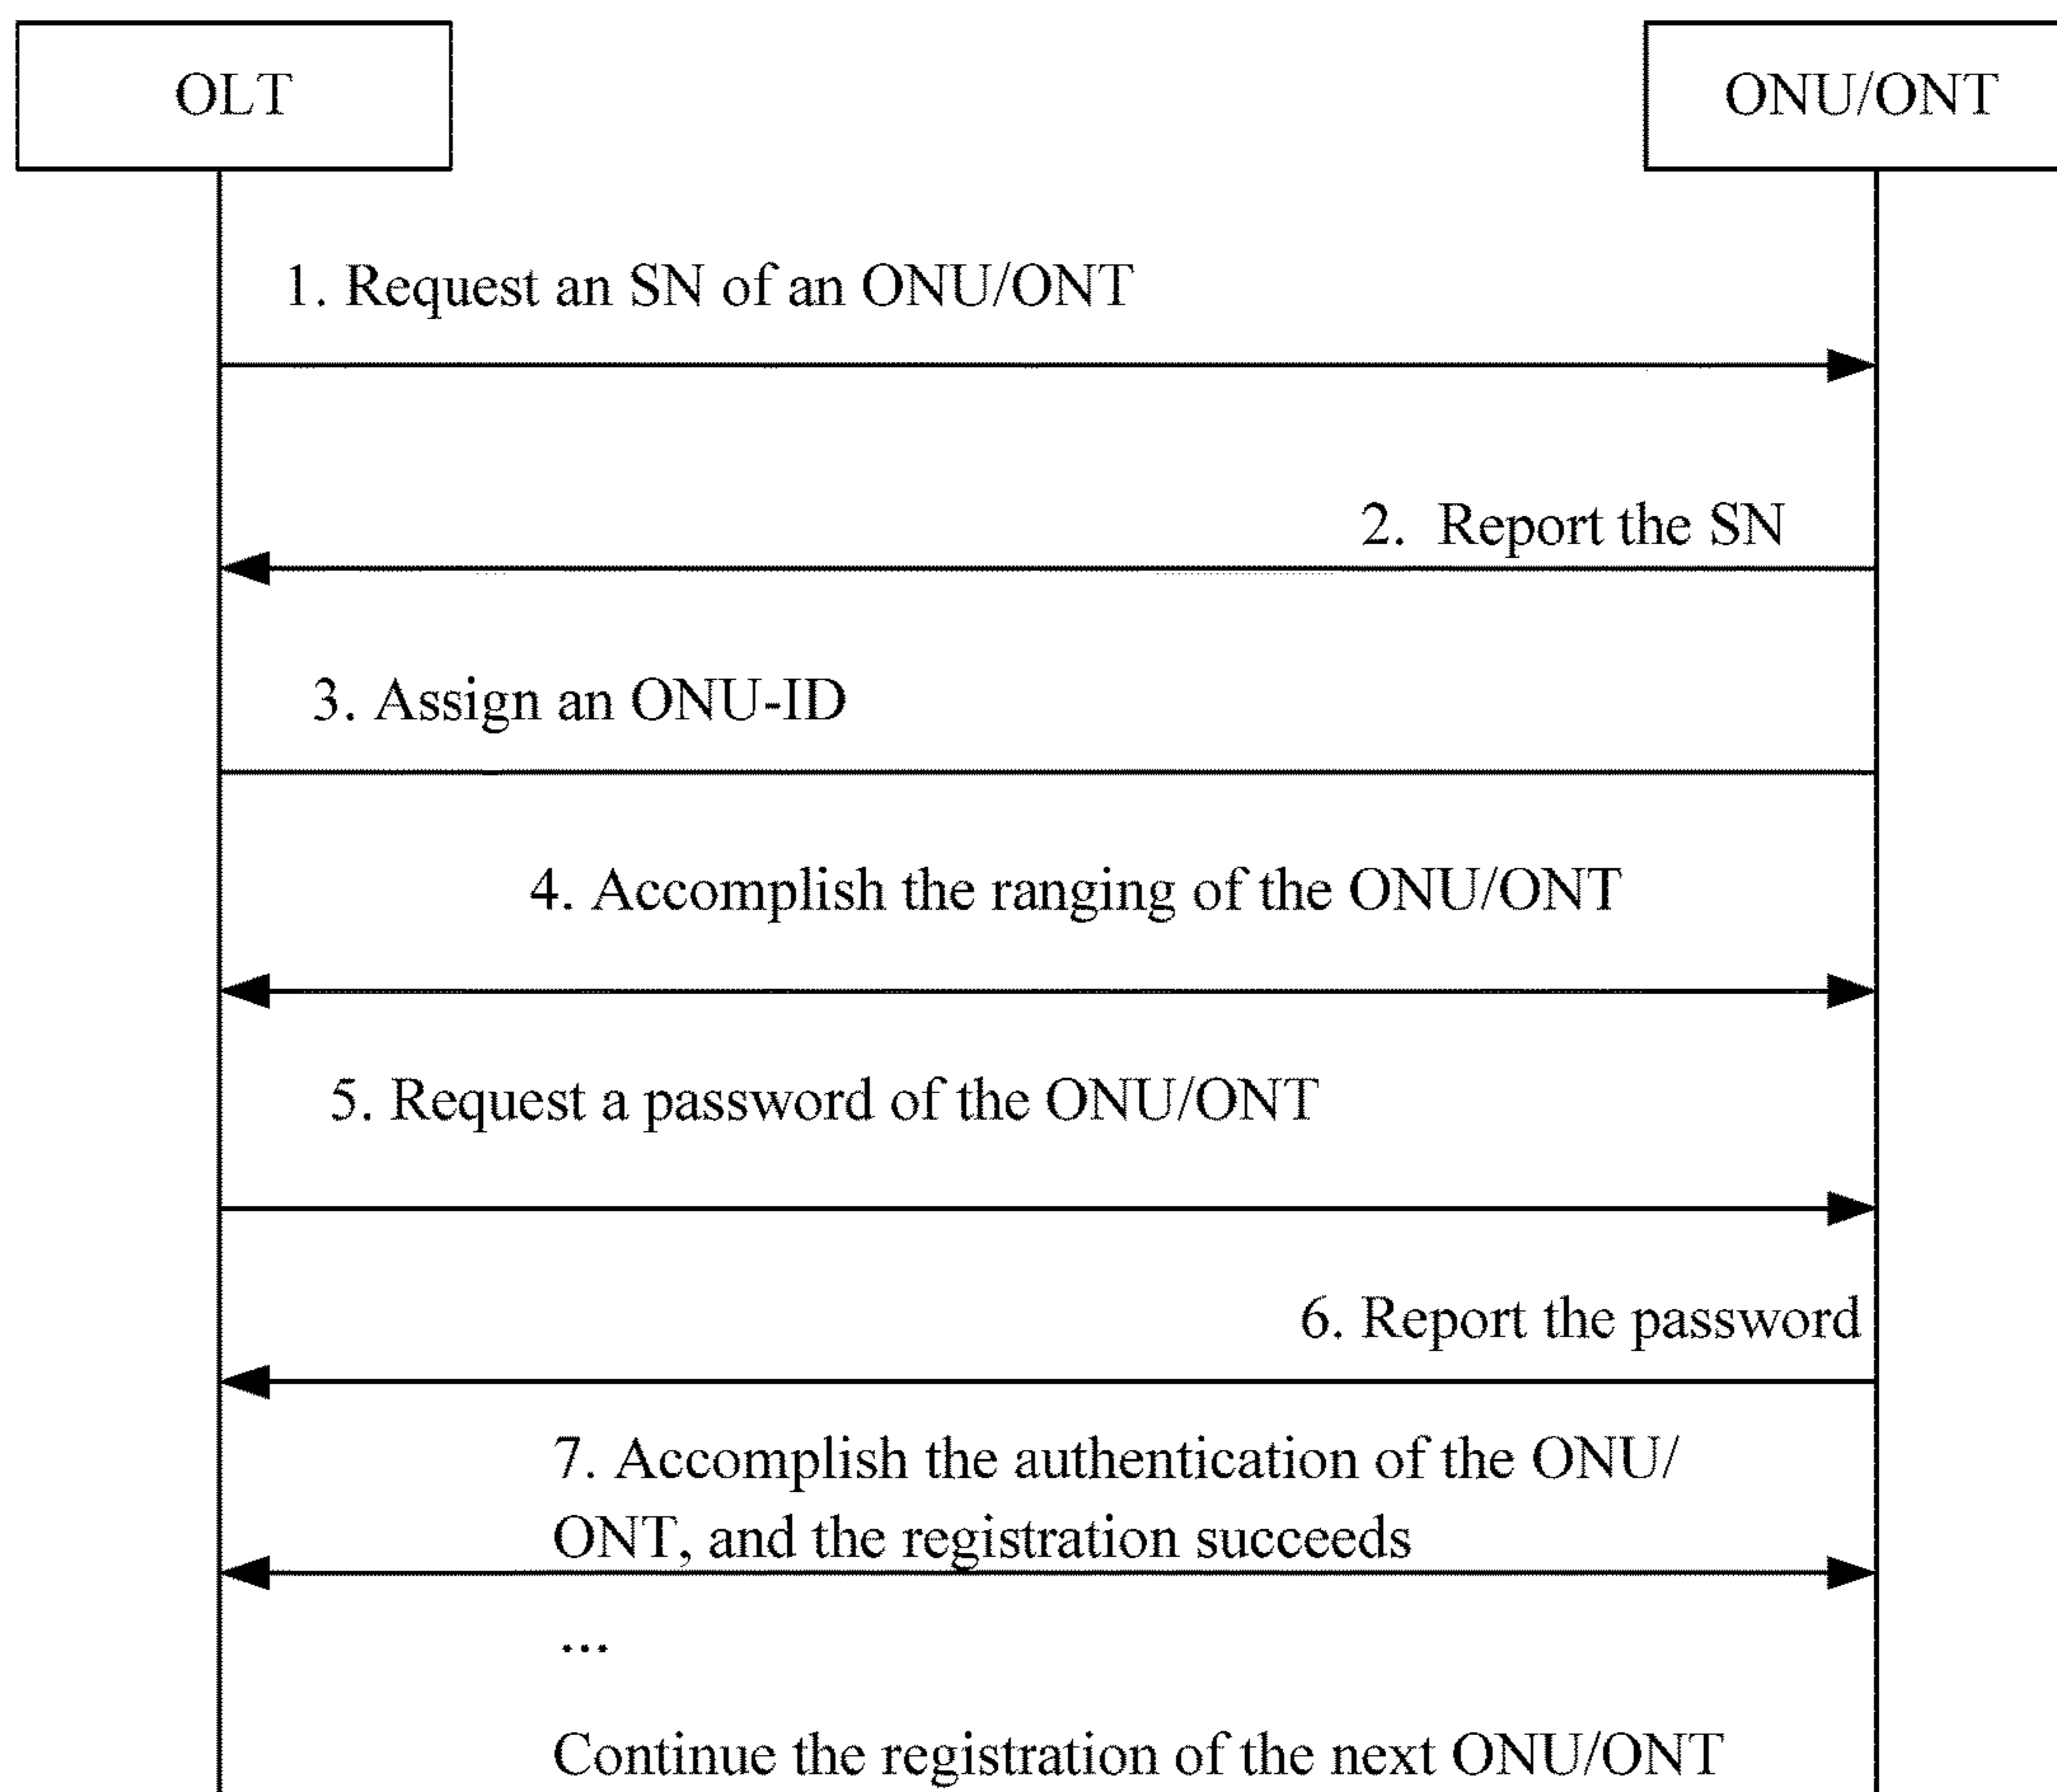 OLT
ONU/ONT
1. Request an SN of an ONU/ONT
2. Report the SN
3. Assign an ONU-ID
4. Accomplish the ranging of the ONU/ONT
5. Request a password of the ONU/ONT
6. Report the password
7. Accomplish the authentication of the ONU/
ONT, and the registration succeeds
...
Continue the registration of the next ONU/ONT